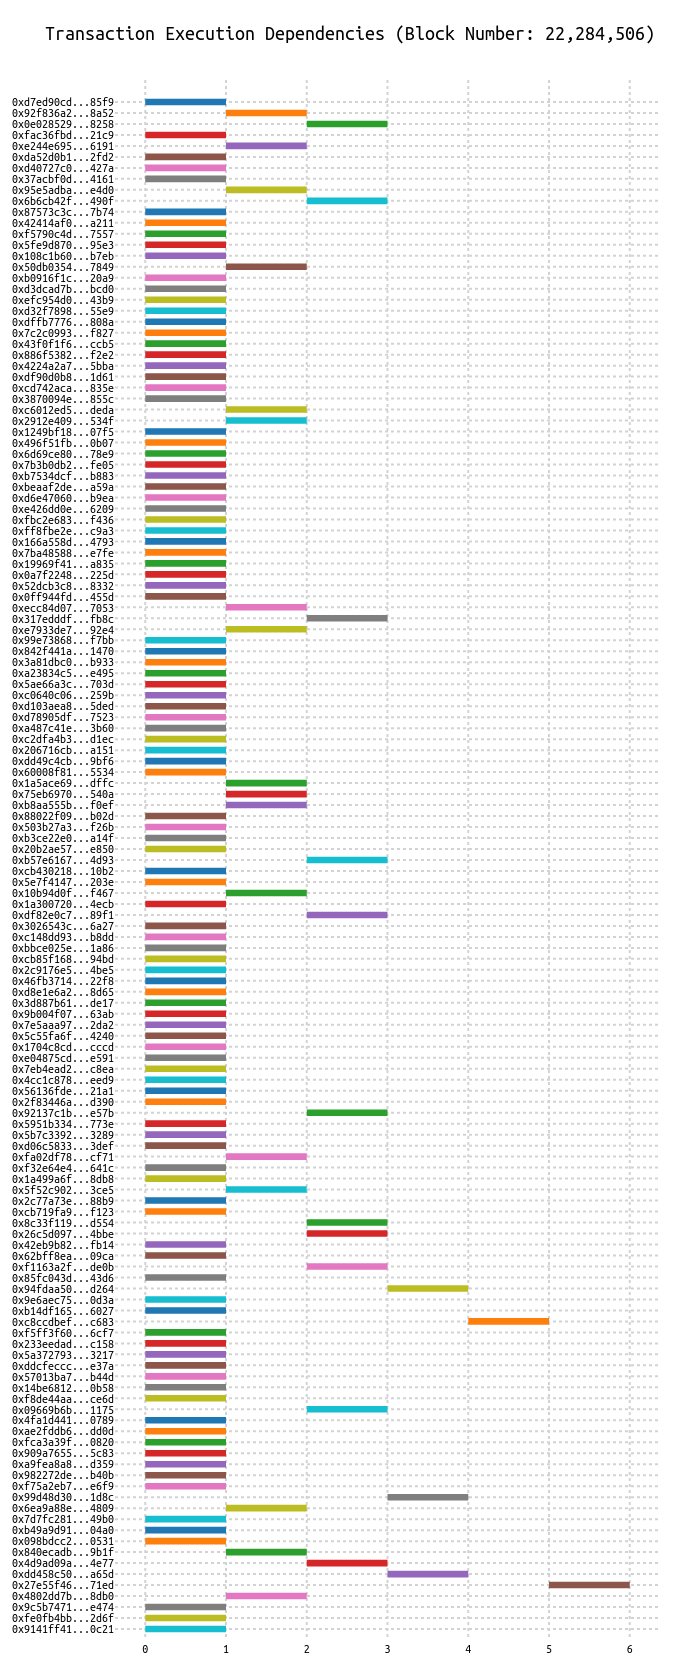 Transaction Execution Dependencies (Block Number: 22,284,506)
0xd7ed90cd...85f9
0x92f836a2...8a52
0x0e028529...8258
0xfac36fbd...21c9
0xe244e695...6191
0xda52d0b1...2fd2
0xd40727c0...427a
0x37acbf0d...4161
0x95e5adba...e4d0
0x6b6cb42f...490f
0x87573c3c...7b74
0x42414af0...a211
0xf5790c4d...7557
0x5fe9d870...95e3
0x108c1b60...b7eb
0x50db0354...7849
0xb0916f1c...20a9
0xd3dcad7b...bcd0
0xefc954d0...43b9
0xd32f7898...55e9
0xdffb7776...808a
0x7c2c0993...f827
0x43f0f1f6...ccb5
0x886f5382...f2e2
0x4224a2a7...5bba
0xdf90d0b8...1d61
0xcd742aca...835e
0x3870094e...855c
0xc6012ed5...deda
0x2912e409...534f
0x1249bf18...07f5
0x496f51fb...0b07
0x6d69ce80...78e9
0x7b3b0db2...fe05
0xb7534dcf...b883
0xbeaaf2de...a59a
0xd6e47060...b9ea
0xe426dd0e...6209
0xfbc2e683...f436
0xff8fbe2e...c9a3
0x166a558d...4793
0x7ba48588...e7fe
0x19969f41...a835
0x0a7f2248...225d
0x52dcb3c8...8332
0x0ff944fd...455d
0xecc84d07...7053
0x317edddf...fb8c
0xe7933de7...92e4
0x99e73868...f7bb
0x842f441a...1470
0x3a81dbc0...b933
0xa23834c5...e495
0x5ae66a3c...703d
0xc0640c06...259b
0xd103aea8...5ded
0xd78905df...7523
0xa487c41e...3b60
0xc2dfa4b3...d1ec
0x206716cb...a151
0xdd49c4cb...9bf6
0x60008f81...5534
0x1a5ace69...dffc
0x75eb6970...540a
0xb8aa555b...f0ef
0x88022f09...b02d
0x503b27a3...f26b
0xb3ce22e0...a14f
0x20b2ae57...e850
0xb57e6167...4d93
0xcb430218...10b2
0x5e7f4147...203e
0x10b94d0f...f467
0x1a300720...4ecb
0xdf82e0c7...89f1
0x3026543c...6a27
0xc148dd93...b8dd
0xbbce025e...1a86
0xcb85f168...94bd
0x2c9176e5...4be5
0x46fb3714...22f8
0xd8e1e6a2...8d65
0x3d887b61...de17
0x9b004f07...63ab
0x7e5aaa97...2da2
0x5c55fa6f...4240
0x1704c8cd...cccd
0xe04875cd...e591
0x7eb4ead2...c8ea
0x4cc1c878...eed9
0x56136fde...21a1
0x2f83446a...d390
0x92137c1b...e57b
0x5951b334...773e
0x5b7c3392...3289
0xd06c5833...3def
0xfa02df78...cf71
0xf32e64e4...641c
0x1a499a6f...8db8
0x5f52c902...3ce5
0x2c77a73e...88b9
0xcb719fa9...f123
0x8c33f119...d554
0x26c5d097...4bbe
0x42eb9b82...fb14
0x62bff8ea...09ca
0xf1163a2f...de0b
0x85fc043d...43d6
0x94fdaa50...d264
0x9e6aec75...0d3a
0xb14df165...6027
0xc8ccdbef...c683
0xf5ff3f60...6cf7
0x233eedad...c158
0x5a372793...3217
0xddcfeccc...e37a
0x57013ba7...b44d
0x14be6812...0b58
0xf8de44aa...ce6d
0x09669b6b...1175
0x4fa1d441...0789
0xae2fddb6...dd0d
0xfca3a39f...0820
0x909a7655...5c83
0xa9fea8a8...d359
0x982272de...b40b
0xf75a2eb7...e6f9
0x99d48d30...1d8c
0x6ea9a88e...4809
0x7d7fc281...49b0
0xb49a9d91...04a0
0x098bdcc2...0531
0x840ecadb...9b1f
0x4d9ad09a...4e77
0xdd458c50...a65d
0x27e55f46...71ed
0x4802dd7b...8db0
0x9c5b7471...e474
0xfe0fb4bb...2d6f
0x9141ff41...0c21
0 1 2 3 4 5 6